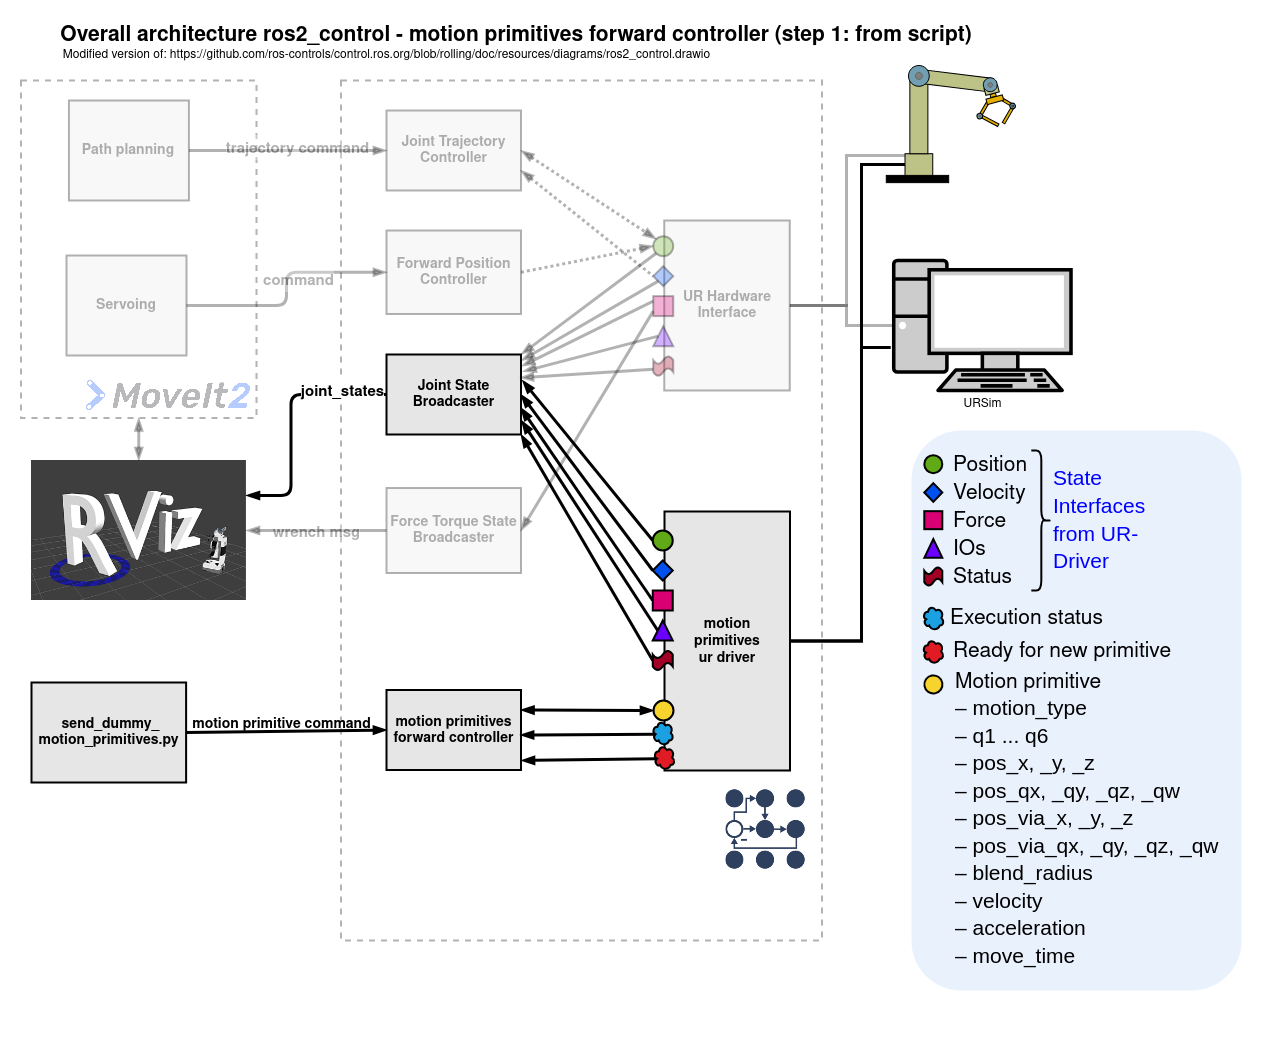 Overall architecture ros2_control - motion primitives forward controller (step 1: from script)
Modified version of: https://github.com/ros-controls/control.ros.org/blob/rolling/doc/resources/diagrams/ros2_control.drawio
Path planning
trajectory command
Joint Trajectory
Controller
Servoing
command
Forward Position
Controller
UR Hardware
Interface
MoveIt2
joint_states
Joint State
Broadcaster
URSim
RViz
wrench msg
Force Torque State
Broadcaster
motion
primitives
ur driver
send_dummy_
motion_primitives.py
motion primitive command
motion primitives
forward controller
Position
Velocity
Force
IOs
Status
State
Interfaces
from UR-
Driver
Execution status
Ready for new primitive
Motion primitive
– motion_type
– q1 ... q6
– pos_x, _y, _z
– pos_qx, _qy, _qz, _qw
– pos_via_x, _y, _z
– pos_via_qx, _qy, _qz, _qw
– blend_radius
– velocity
– acceleration
– move_time